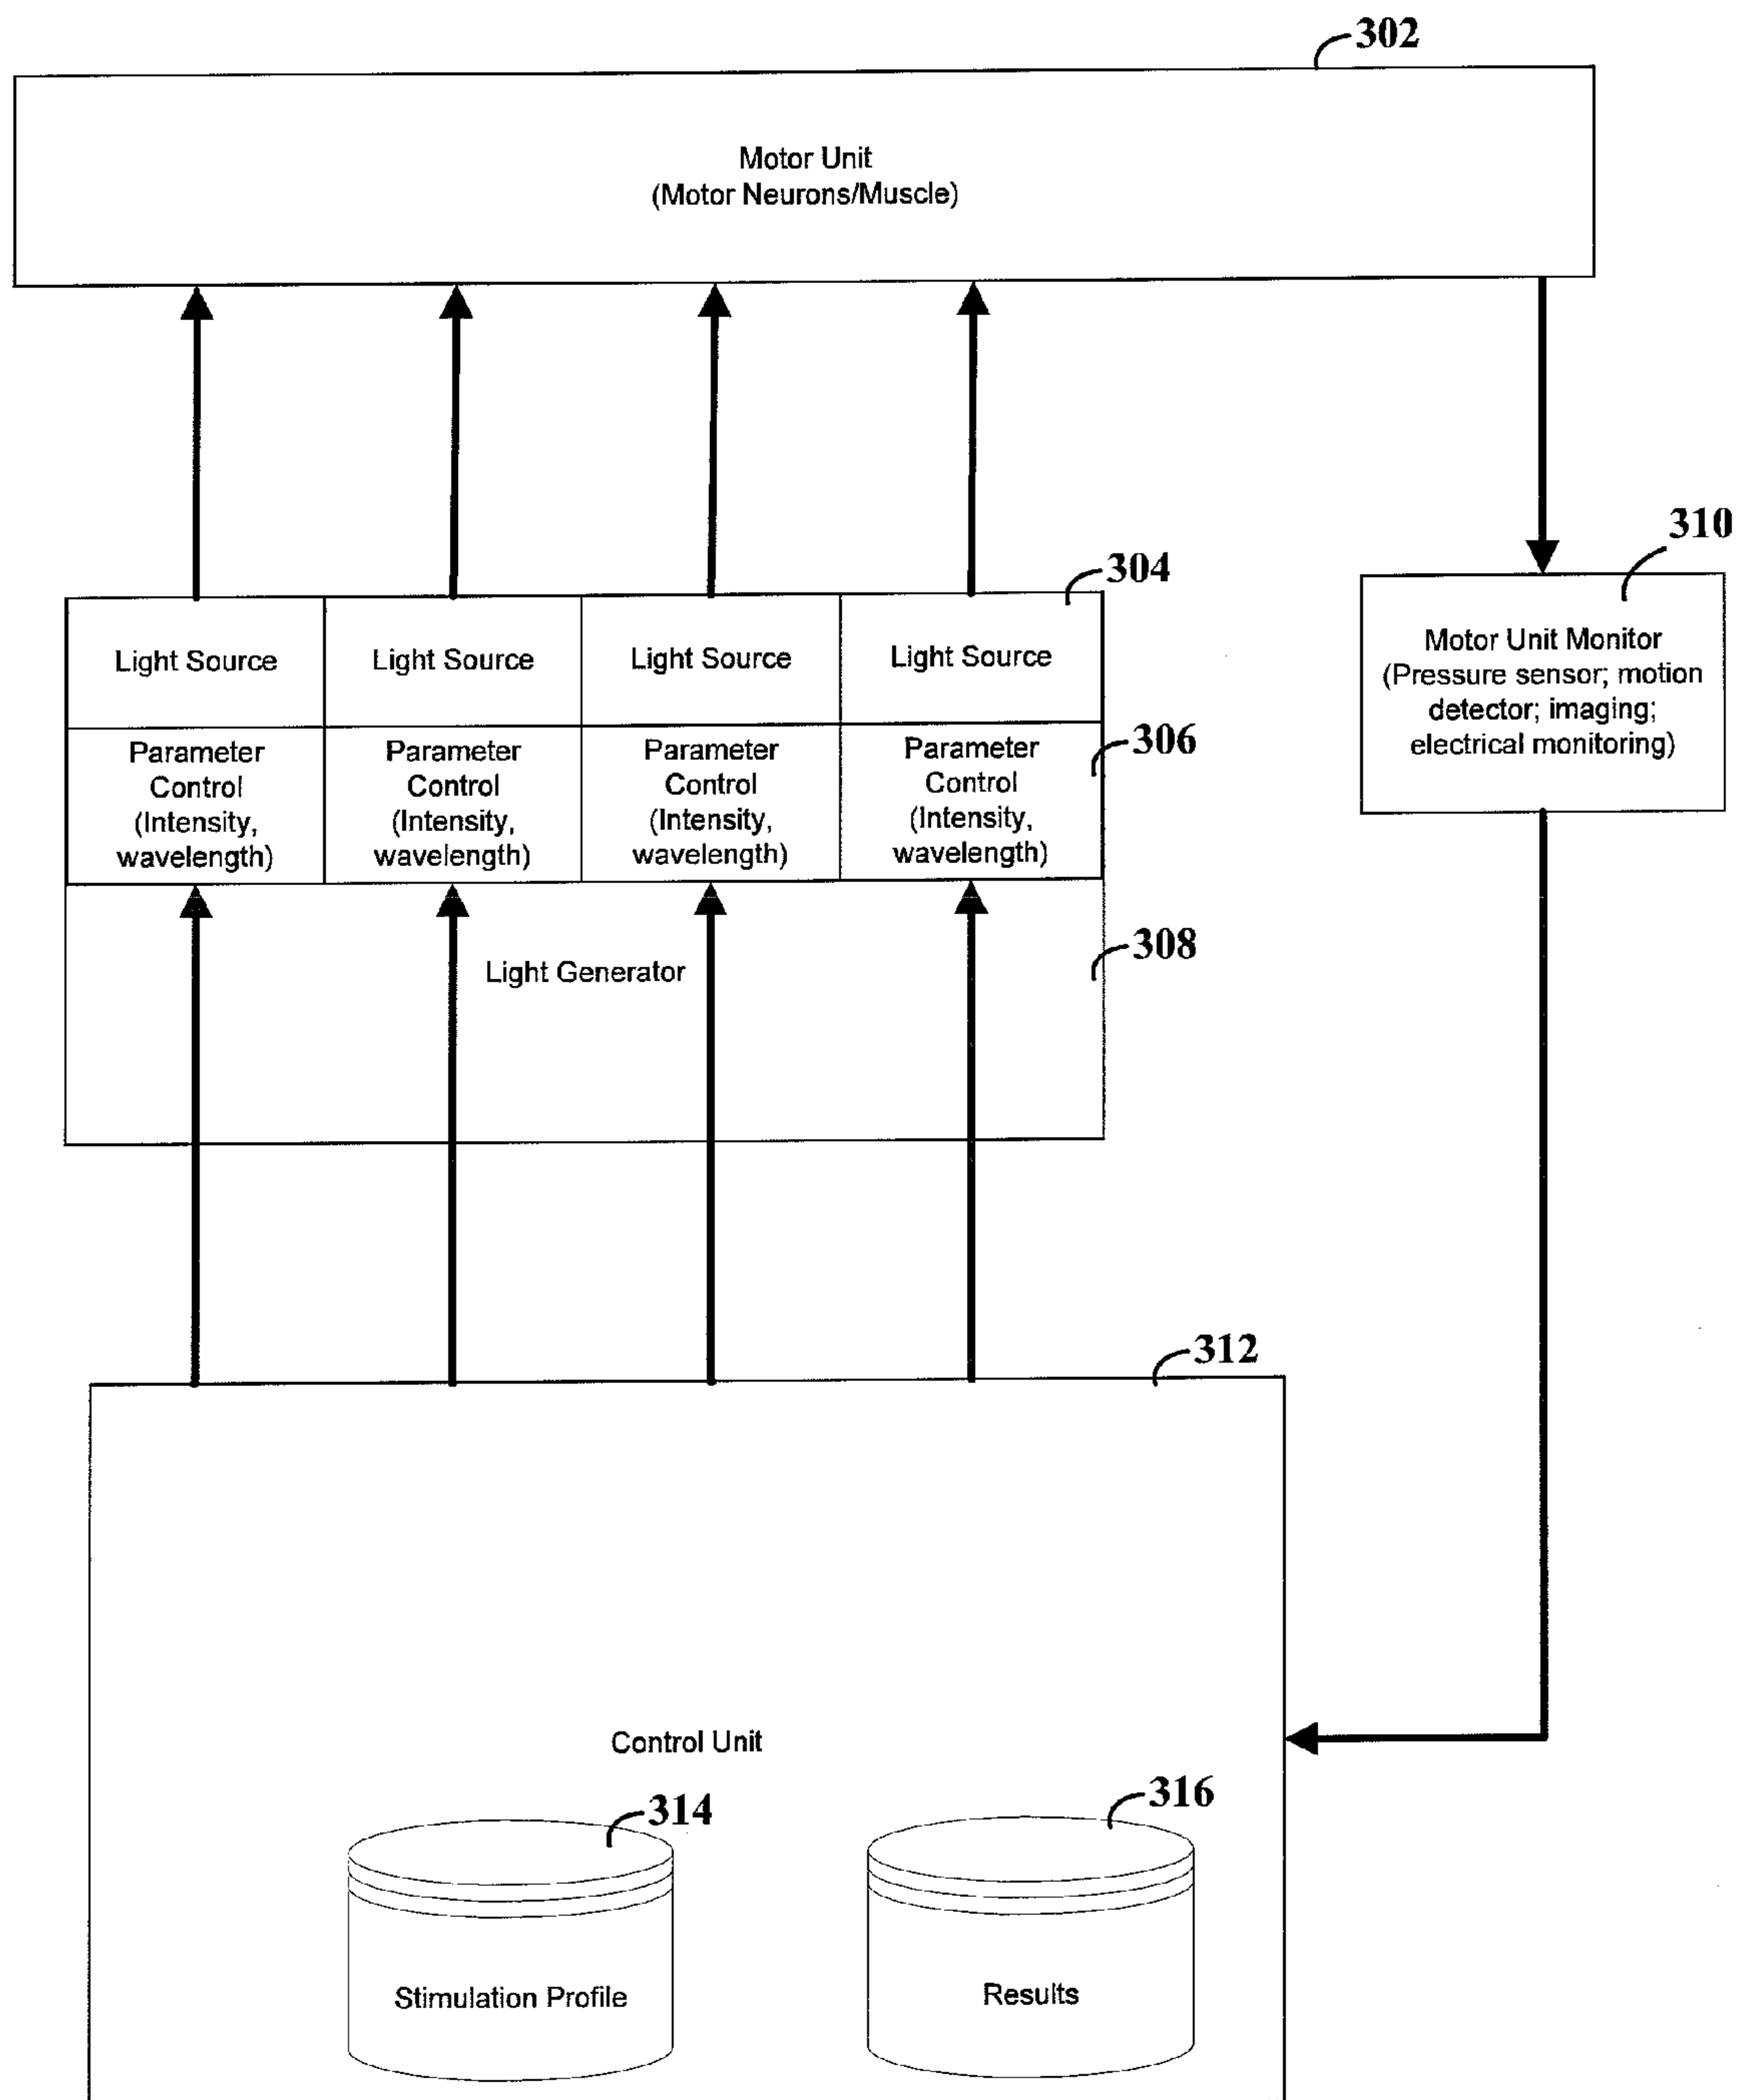 302
Motor Unit
(Motor Neurons/Muscle)
304
Light Source
Light Source
Light Source
Light Source
306
Parameter
Control
(Intensity,
wavelength)
Parameter
Control
(Intensity,
wavelength)
Parameter
Control
(Intensity,
wavelength)
Parameter
Control
(Intensity,
wavelength)
308
Light Generator
310
Motor Unit Monitor
(Pressure sensor; motion
detector; imaging;
electrical monitoring)
312
Control Unit
314
Stimulation Profile
316
Results